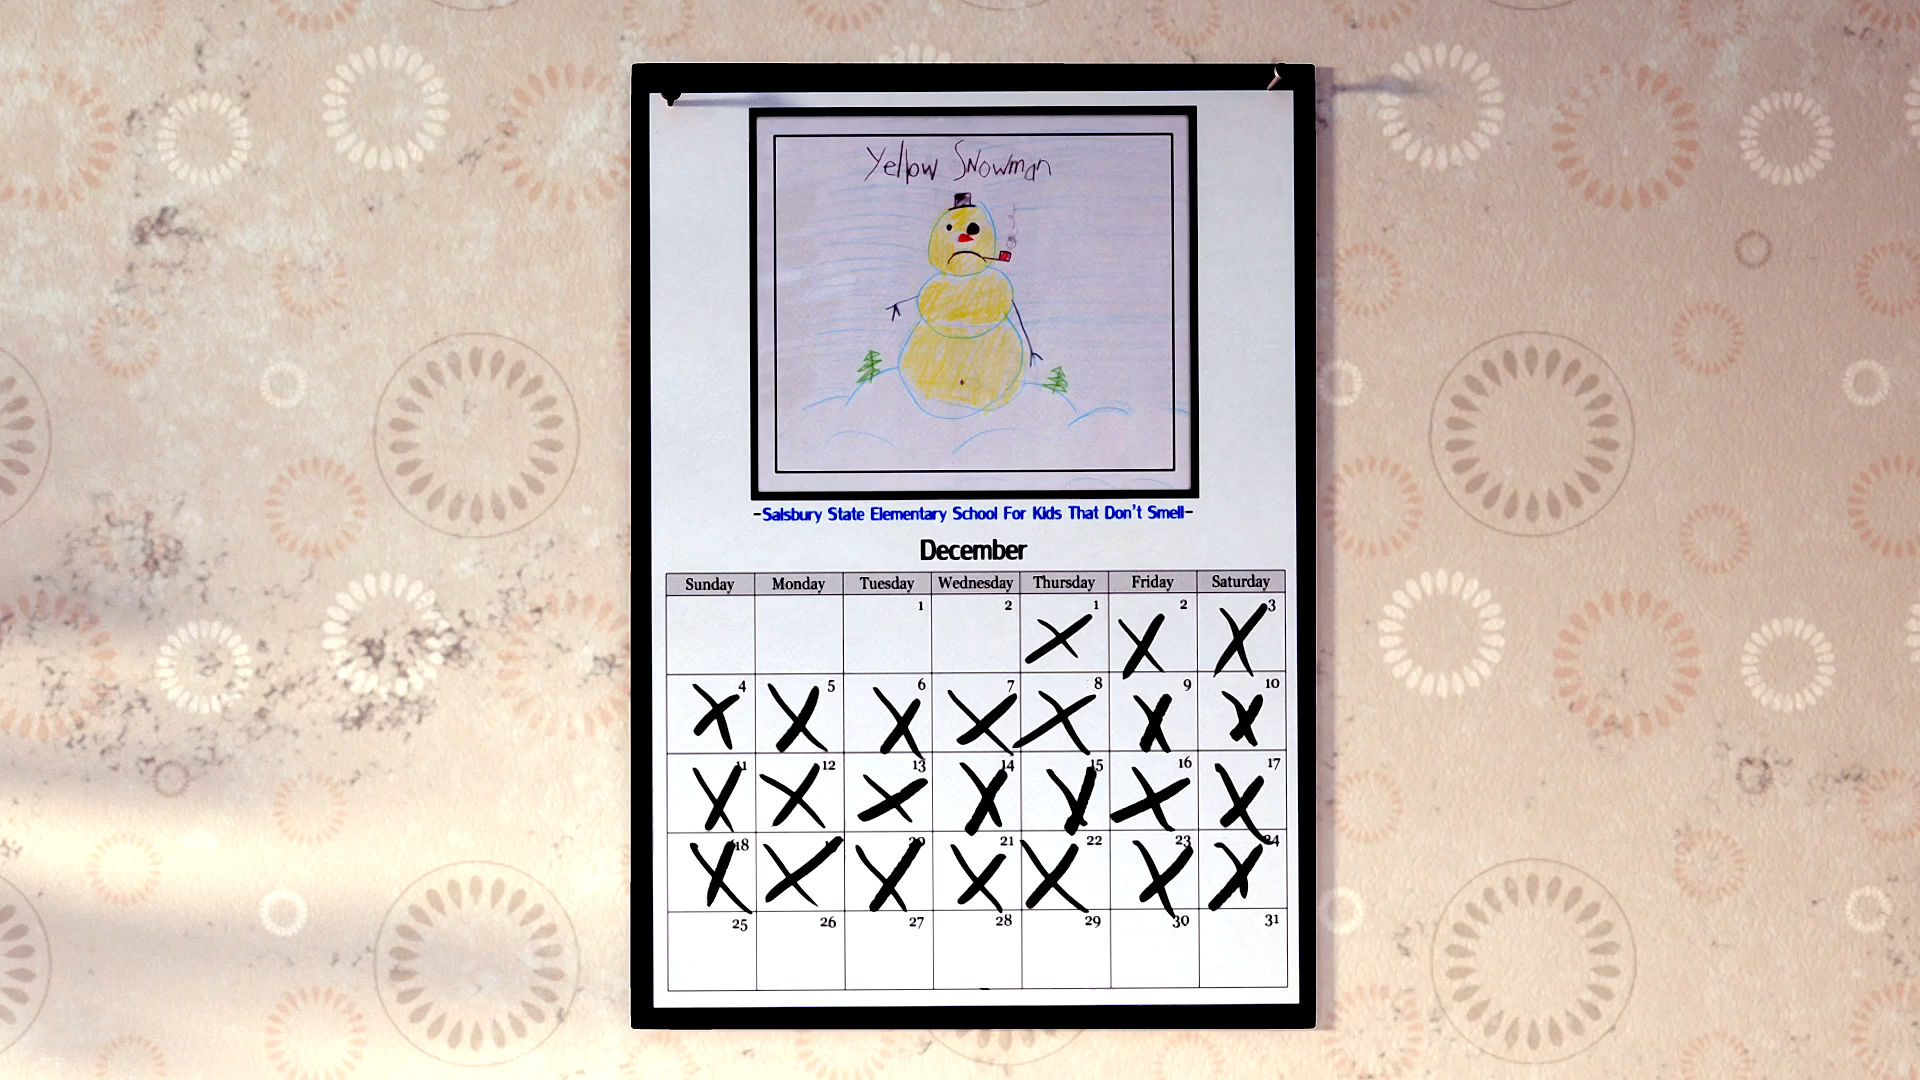 Yellow Snowman
-Salsbury State Elementary School For Kids That Don't Smell-
December
Sunday Monday Tuesday Wednesday Thursday Friday Saturday
1 2 1 2 3
4 5 6 7 8 9 10
11 12 13 14 15 16 17
18 20 21 22 23 24
25 26 27 28 29 30 31